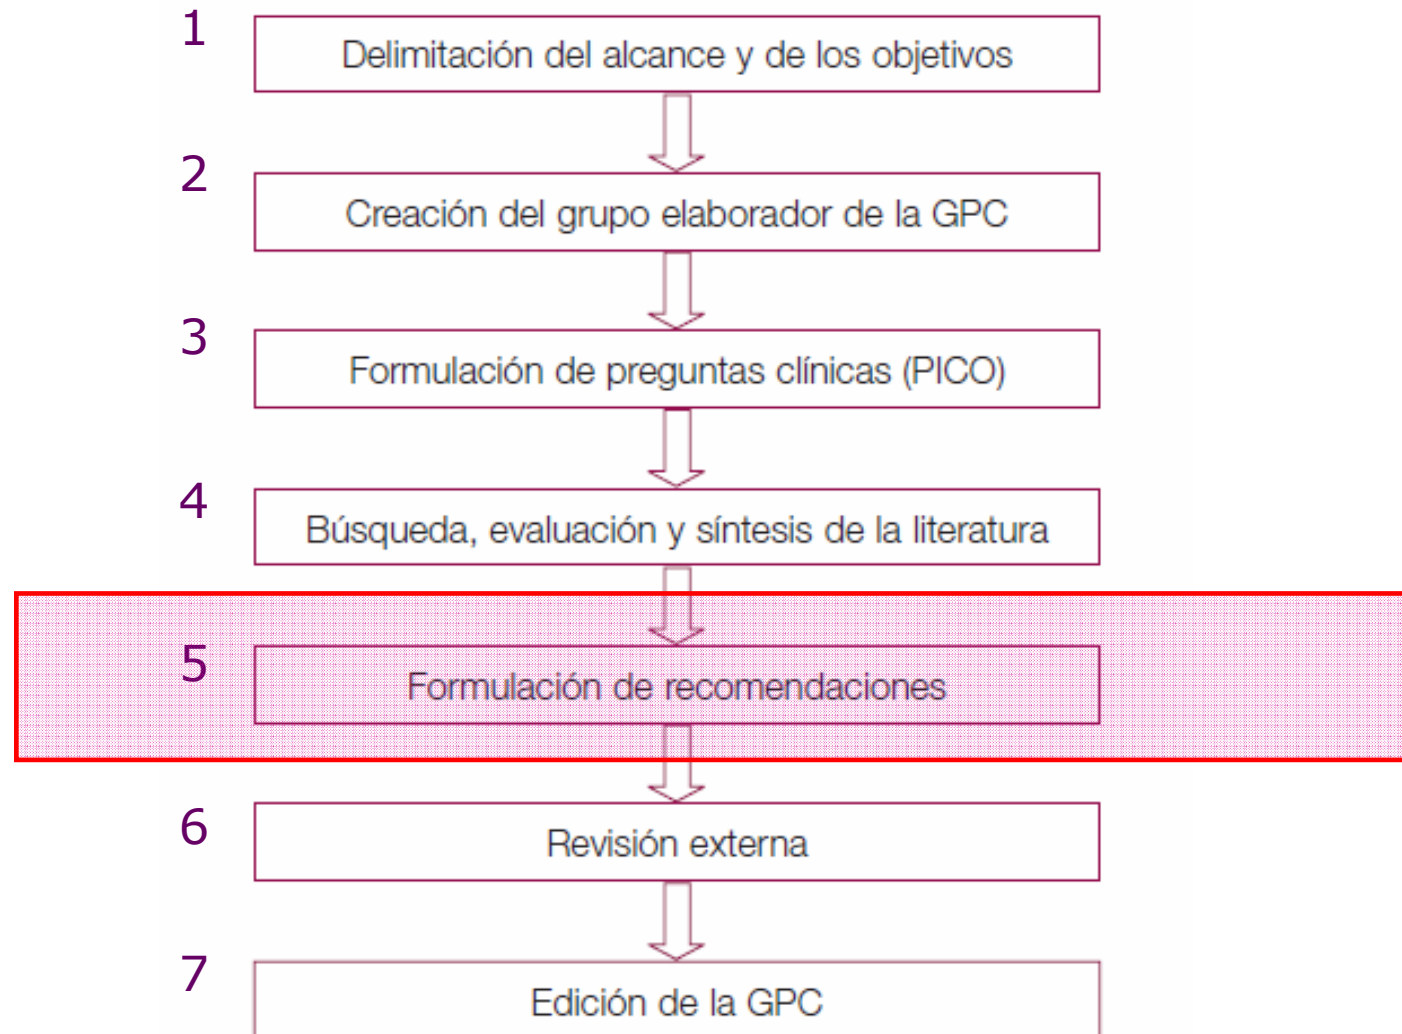 1
Delimitación del alcance y de los objetivos
2
Creación del grupo elaborador de la GPC
3
Formulación de preguntas clínicas (PICO)
4
Búsqueda, evaluación y síntesis de la literatura
5
Formulación de recomendaciones
6
Revisión externa
7
Edición de la GPC